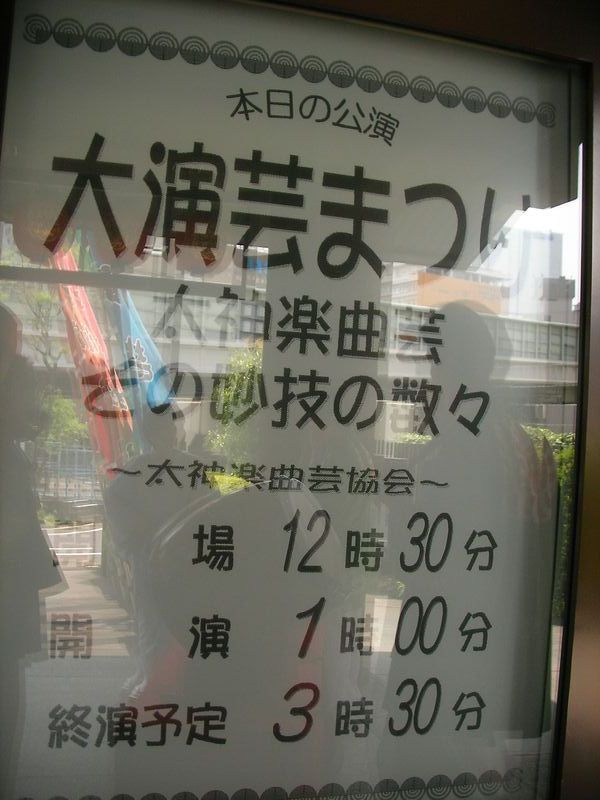 本日の公演
大演芸まつり
太神楽曲芸
その妙技の数々
～太神楽曲芸協会～
場 12時30分
開演 1時00分
終演予定 3時30分